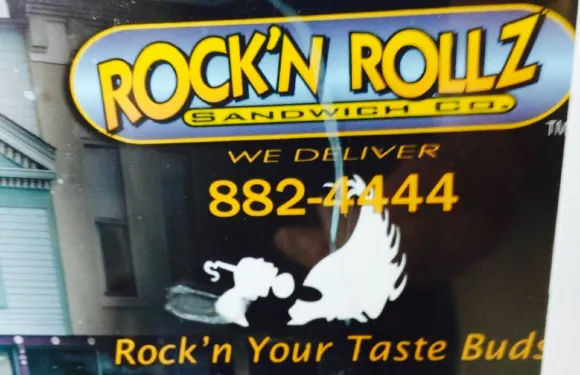 ROCK'N ROLLZ
SANDWICH CO.
TM
WE DELIVER
882-4444
Rock'n Your Taste Buds